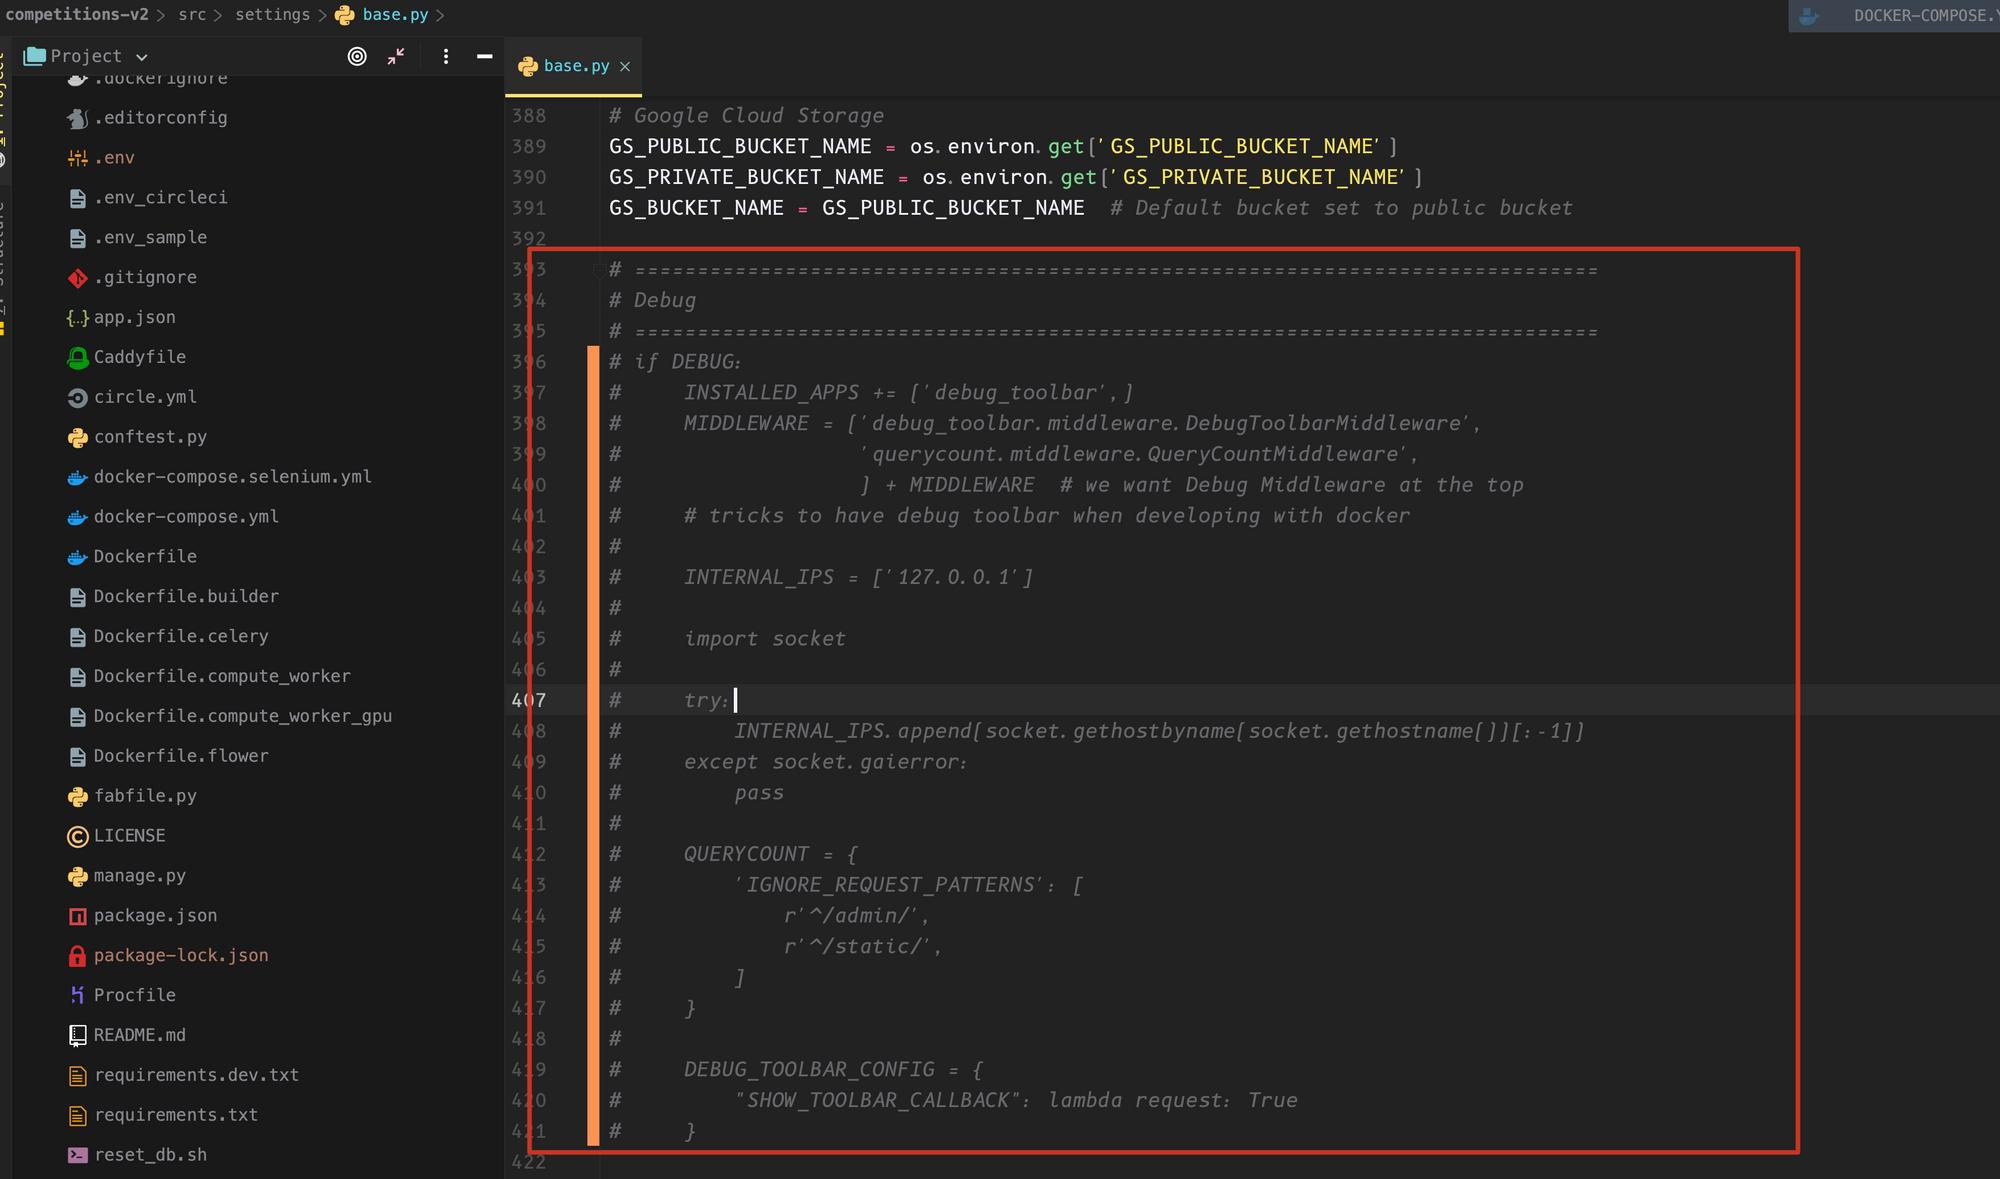 competitions-v2 > src > settings > base.py >
DOCKER-COMPOSE.Y
Project
base.py ×
.dockerignore
.editorconfig
.env
.env_circleci
.env_sample
.gitignore
app.json
Caddyfile
circle.yml
conftest.py
docker-compose.selenium.yml
docker-compose.yml
Dockerfile
Dockerfile.builder
Dockerfile.celery
Dockerfile.compute_worker
Dockerfile.compute_worker_gpu
Dockerfile.flower
fabfile.py
LICENSE
manage.py
package.json
package-lock.json
Procfile
README.md
requirements.dev.txt
requirements.txt
reset_db.sh
388 # Google Cloud Storage
389 GS_PUBLIC_BUCKET_NAME = os.environ.get('GS_PUBLIC_BUCKET_NAME')
390 GS_PRIVATE_BUCKET_NAME = os.environ.get('GS_PRIVATE_BUCKET_NAME')
391 GS_BUCKET_NAME = GS_PUBLIC_BUCKET_NAME  # Default bucket set to public bucket
392
393 # =============================================================================
394 # Debug
395 # =============================================================================
396 # if DEBUG:
397 #     INSTALLED_APPS += ['debug_toolbar',]
398 #     MIDDLEWARE = ['debug_toolbar.middleware.DebugToolbarMiddleware',
399 #                   'querycount.middleware.QueryCountMiddleware',
400 #                   ] + MIDDLEWARE  # we want Debug Middleware at the top
401 #     # tricks to have debug toolbar when developing with docker
402 #
403 #     INTERNAL_IPS = ['127.0.0.1']
404 #
405 #     import socket
406 #
407 #     try:
408 #         INTERNAL_IPS.append(socket.gethostbyname(socket.gethostname())[:-1])
409 #     except socket.gaierror:
410 #         pass
411 #
412 #     QUERYCOUNT = {
413 #         'IGNORE_REQUEST_PATTERNS': [
414 #             r'^/admin/',
415 #             r'^/static/',
416 #         ]
417 #     }
418 #
419 #     DEBUG_TOOLBAR_CONFIG = {
420 #         "SHOW_TOOLBAR_CALLBACK": lambda request: True
421 #     }
422